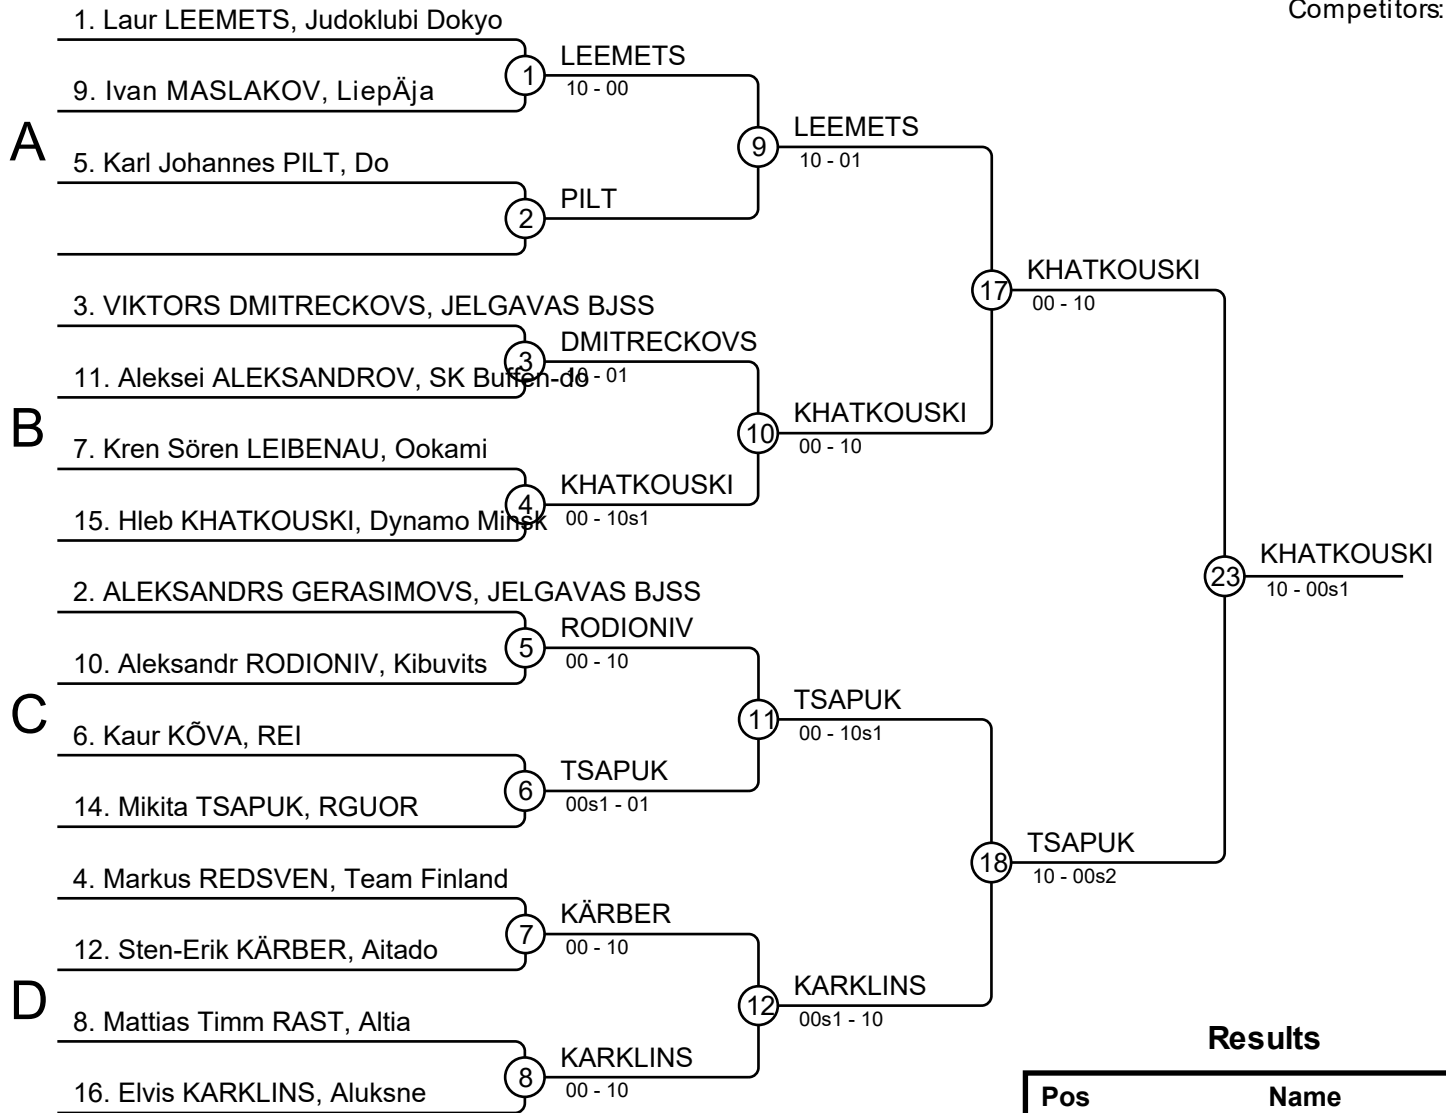 Competitors:
1. Laur LEEMETS, Judoklubi Dokyo
LEEMETS
1
10 - 00
9. Ivan MASLAKOV, LiepÄja
A
LEEMETS
9
10 - 01
5. Karl Johannes PILT, Do
PILT
2
KHATKOUSKI
17
00 - 10
3. VIKTORS DMITRECKOVS, JELGAVAS BJSS
DMITRECKOVS
3
10 - 01
11. Aleksei ALEKSANDROV, SK Buffen-do
B
KHATKOUSKI
10
00 - 10
7. Kren Sören LEIBENAU, Ookami
KHATKOUSKI
4
00 - 10s1
15. Hleb KHATKOUSKI, Dynamo Minsk
KHATKOUSKI
23
10 - 00s1
2. ALEKSANDRS GERASIMOVS, JELGAVAS BJSS
RODIONIV
5
00 - 10
10. Aleksandr RODIONIV, Kibuvits
C
TSAPUK
11
00 - 10s1
6. Kaur KÕVA, REI
TSAPUK
6
00s1 - 01
14. Mikita TSAPUK, RGUOR
TSAPUK
18
10 - 00s2
4. Markus REDSVEN, Team Finland
KÄRBER
7
00 - 10
12. Sten-Erik KÄRBER, Aitado
D
KARKLINS
12
00s1 - 10
8. Mattias Timm RAST, Altia
KARKLINS
8
00 - 10
16. Elvis KARKLINS, Aluksne
Results
Pos Name